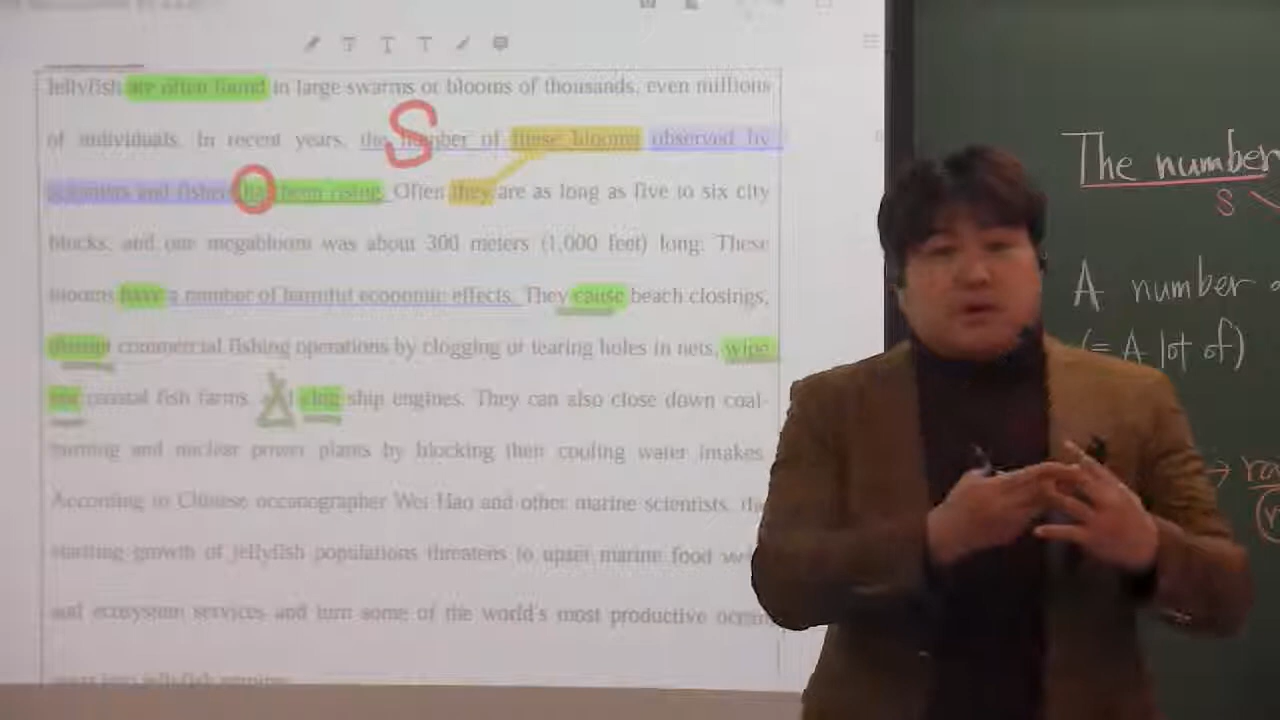 Jellyfish are often found in large swarms or blooms of thousands, even millions
of individuals. In recent years, the number of these blooms observed by
S
scientists and fishers has been rising. Often they are as long as five to six city
blocks, and one megabloom was about 300 meters (1,000 feet) long. These
blooms have a number of harmful economic effects. They cause beach closings,
disrupt commercial fishing operations by clogging or tearing holes in nets, wipe
out coastal fish farms, and clog ship engines. They can also close down coal-
burning and nuclear power plants by blocking their cooling water intakes.
According to Chinese oceanographer Wei Hao and other marine scientists, the
startling growth of jellyfish populations threatens to upset marine food
and ecosystem services and turn some of the world's most productive ocean
into jellyfish
The number
S
A number
(= A lot of)
→